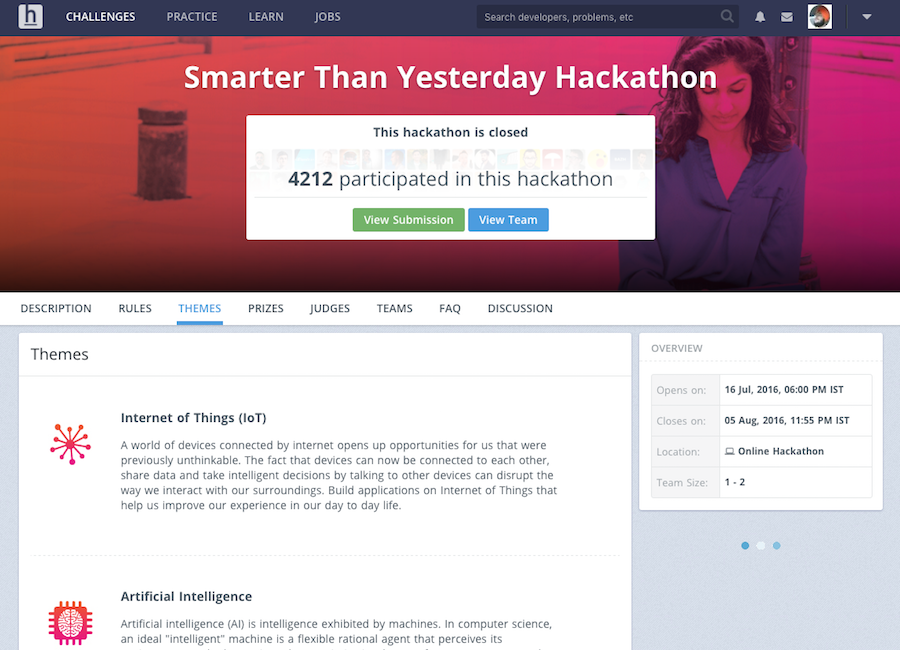 h CHALLENGES PRACTICE LEARN JOBS Search developers, problems, etc
Smarter Than Yesterday Hackathon
This hackathon is closed
4212 participated in this hackathon
View Submission View Team
DESCRIPTION RULES THEMES PRIZES JUDGES TEAMS FAQ DISCUSSION
Themes
Internet of Things (IoT)
A world of devices connected by internet opens up opportunities for us that were
previously unthinkable. The fact that devices can now be connected to each other,
share data and take intelligent decisions by talking to other devices can disrupt the
way we interact with our surroundings. Build applications on Internet of Things that
help us improve our experience in our day to day life.
Artificial Intelligence
Artificial intelligence (AI) is intelligence exhibited by machines. In computer science,
an ideal "intelligent" machine is a flexible rational agent that perceives its
OVERVIEW
Opens on: 16 Jul, 2016, 06:00 PM IST
Closes on: 05 Aug, 2016, 11:55 PM IST
Location: Online Hackathon
Team Size: 1 - 2